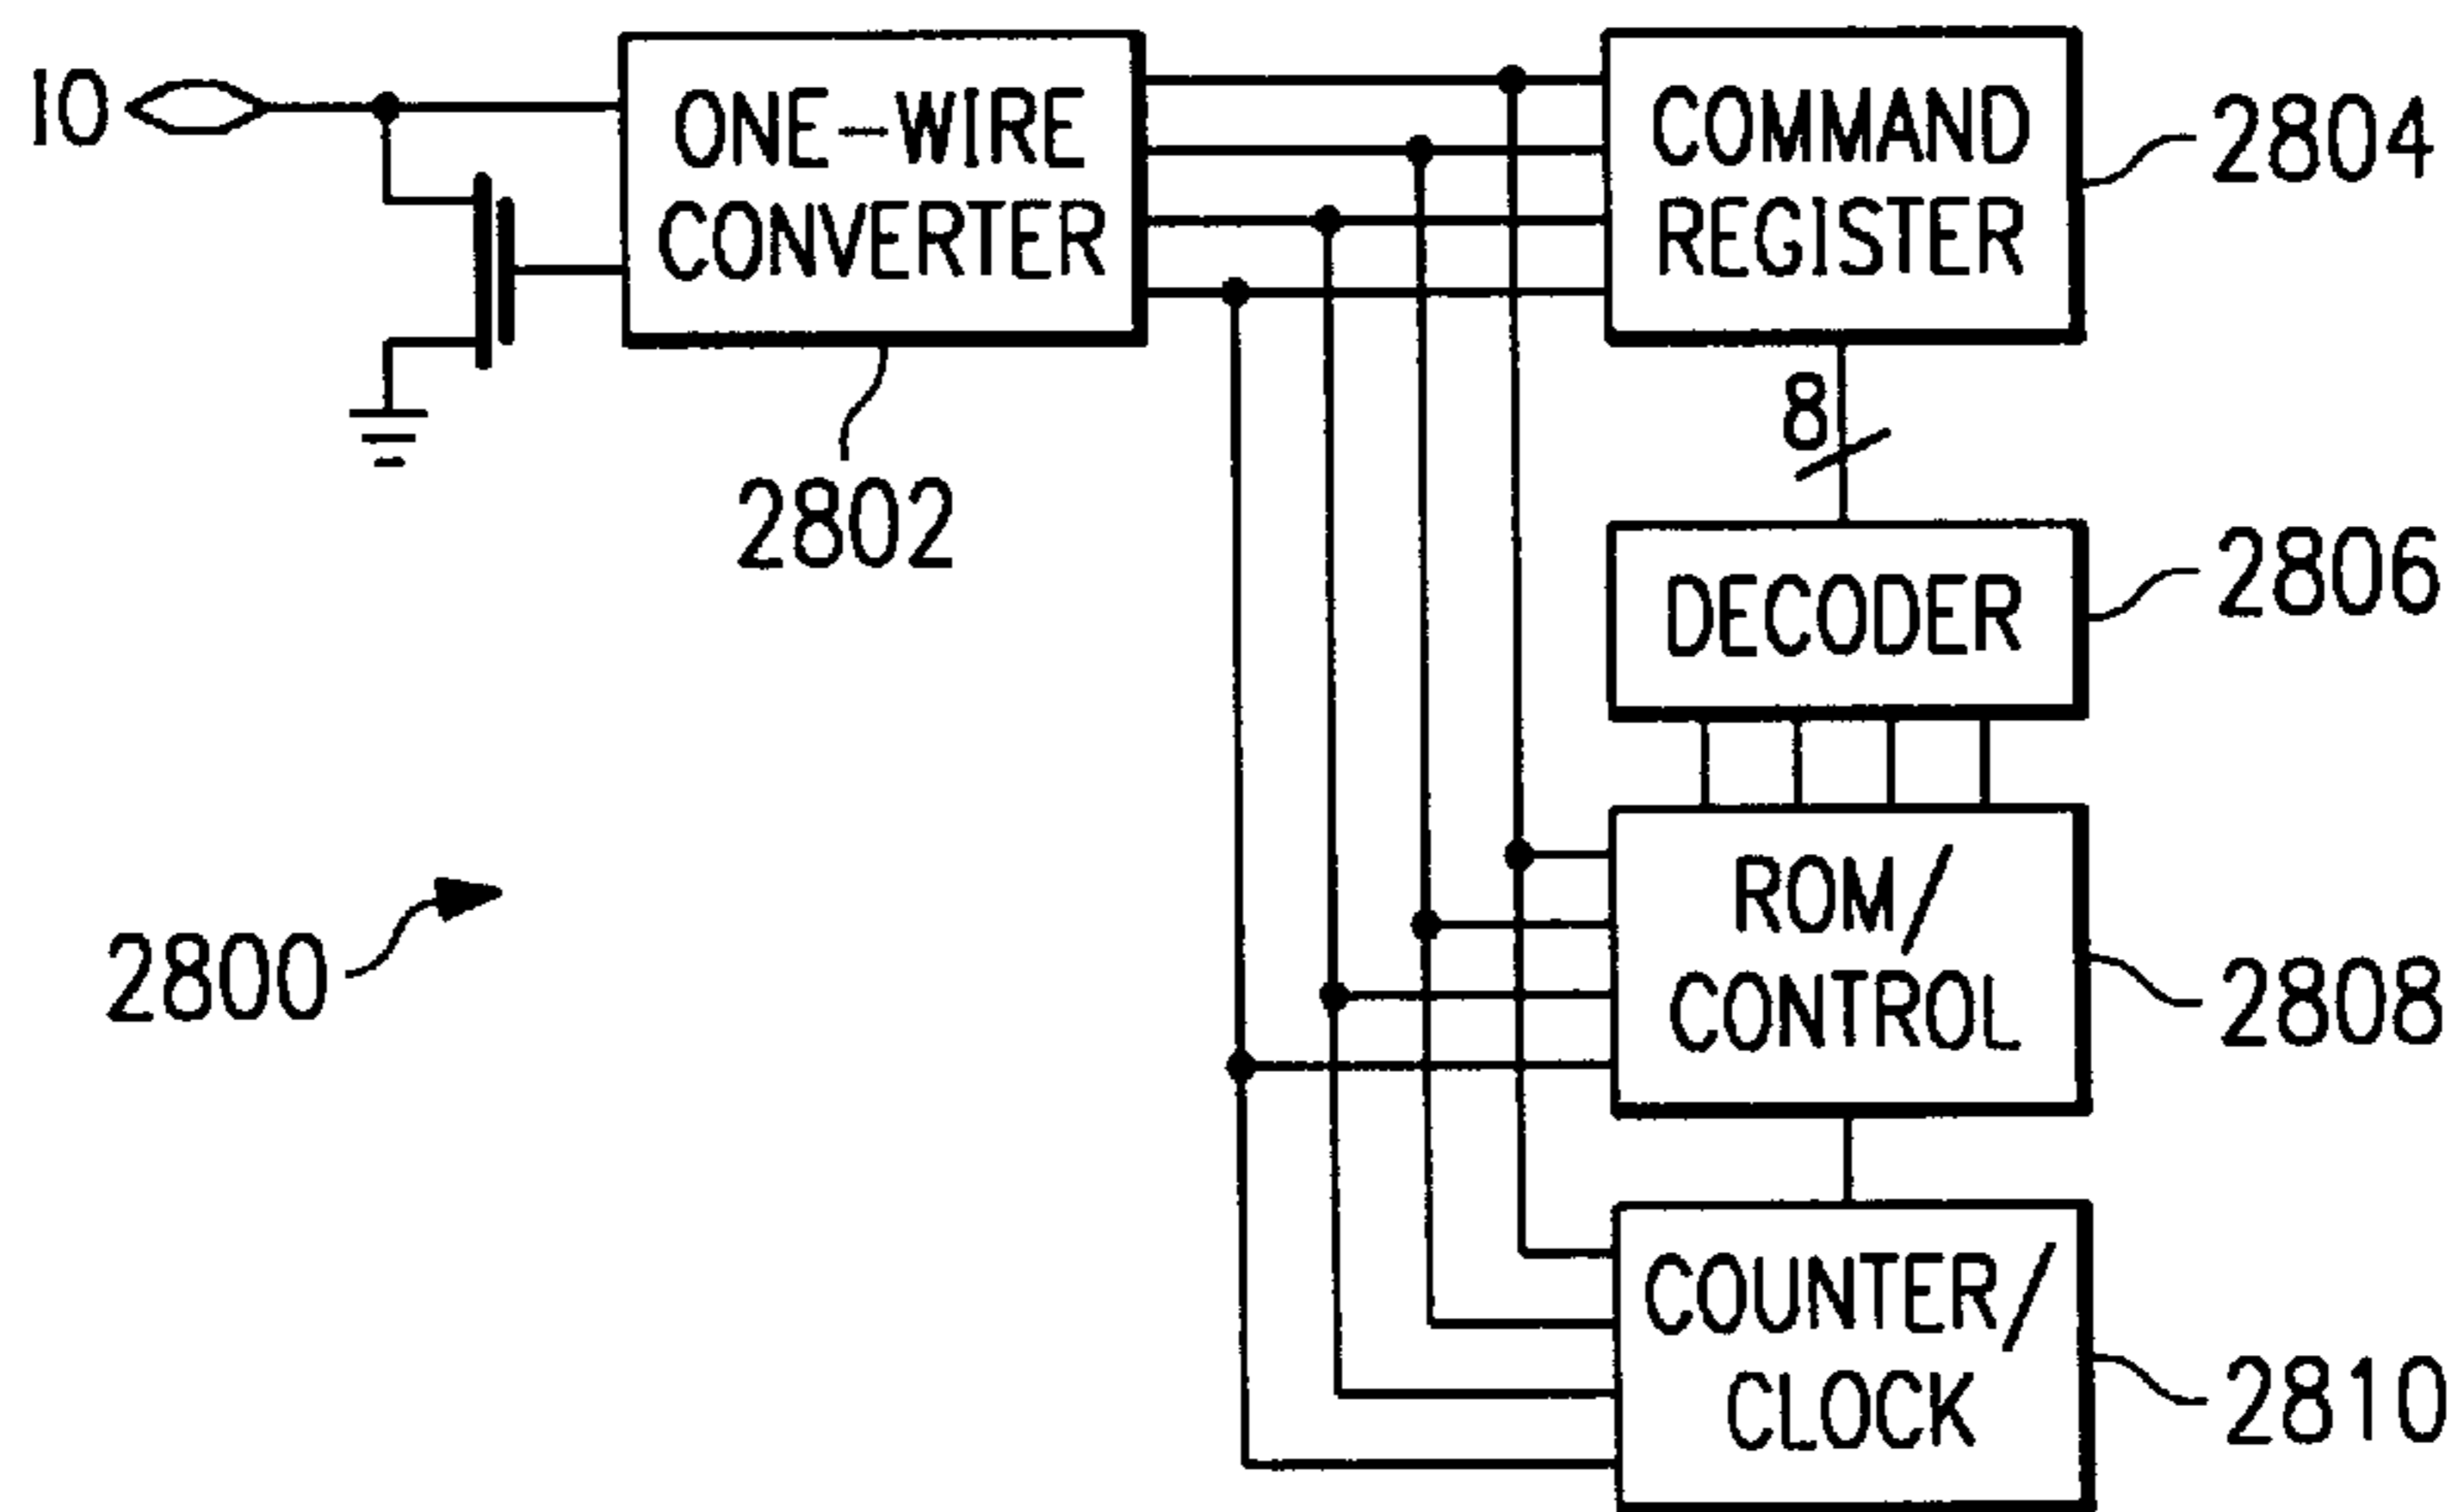 IO
ONE-WIRE
CONVERTER
2802
COMMAND
REGISTER
2804
8
DECODER
2806
2800
ROM/
CONTROL
2808
COUNTER/
CLOCK
2810